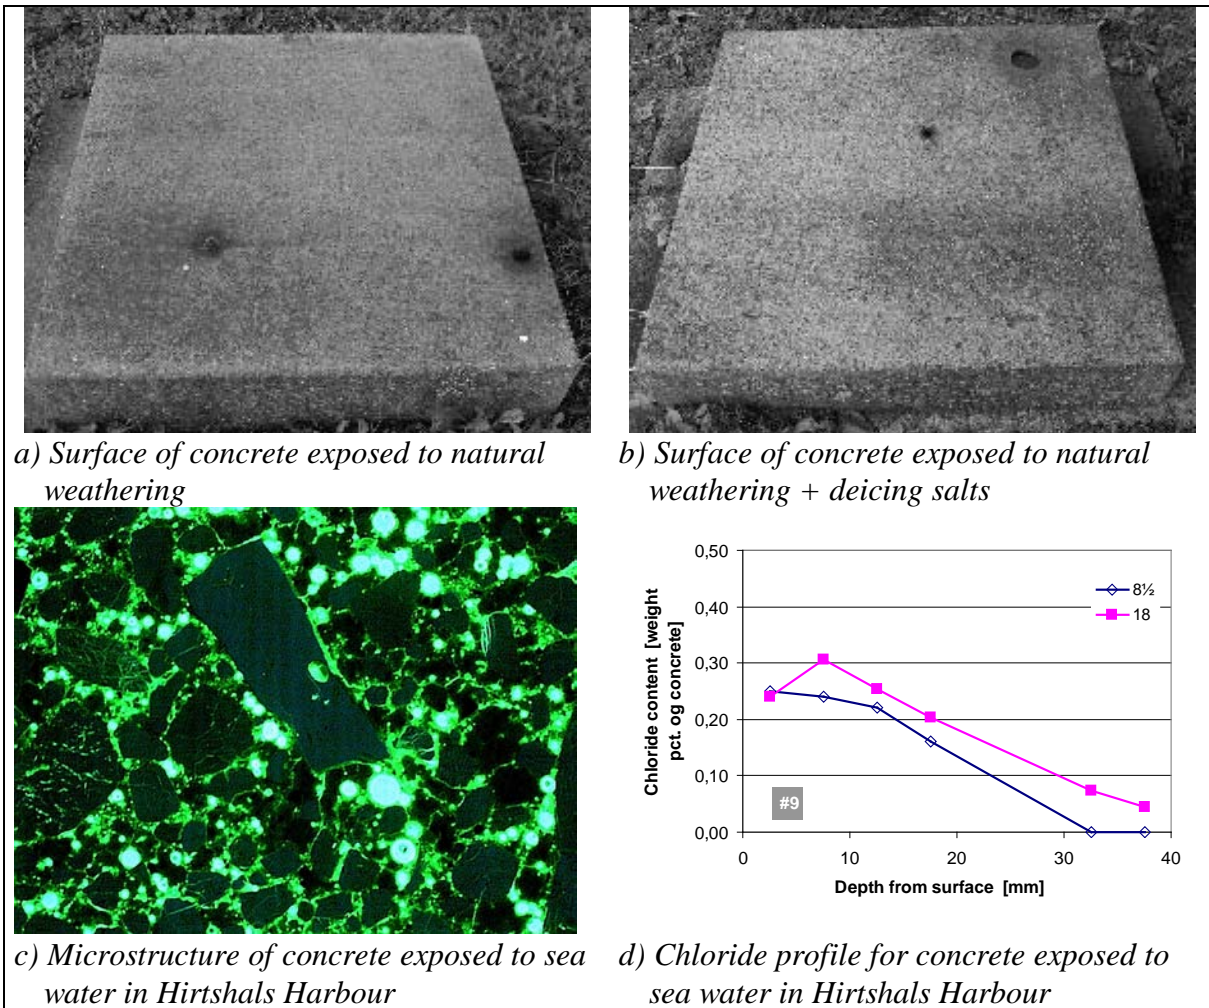 a) Surface of concrete exposed to natural
weathering
b) Surface of concrete exposed to natural
weathering + deicing salts
c) Microstructure of concrete exposed to sea
water in Hirtshals Harbour
0,50
0,40
0,30
0,20
0,10
0,00
Chloride content [weight
pct. og concrete]
8½
18
#9
0
10
20
30
40
Depth from surface [mm]
d) Chloride profile for concrete exposed to
sea water in Hirtshals Harbour